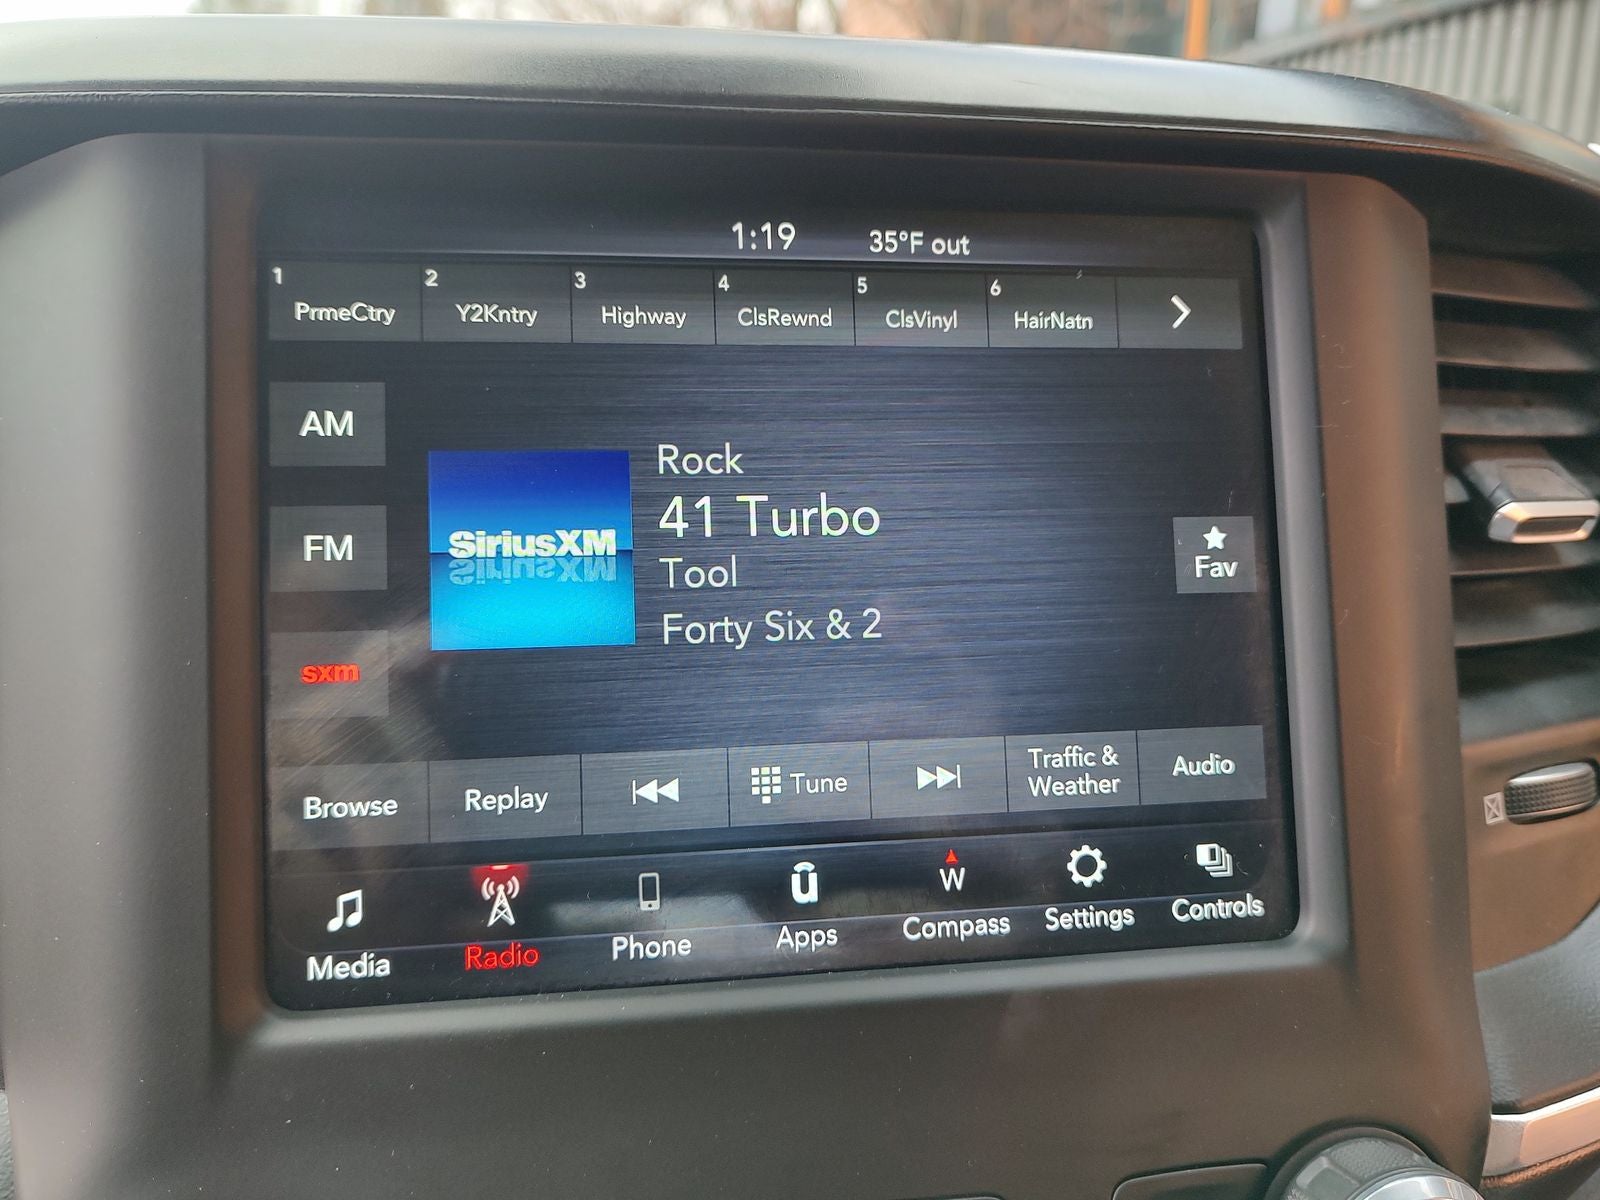 1:19 35°F out
1 PrmeCtry 2 Y2Kntry 3 Highway 4 ClsRewnd 5 ClsVinyl 6 HairNatn
AM
FM
sxm
SiriusXM
Rock
41 Turbo
Tool
Forty Six & 2
Fav
Browse Replay Tune Traffic & Weather Audio
W
Media Radio Phone Apps Compass Settings Controls